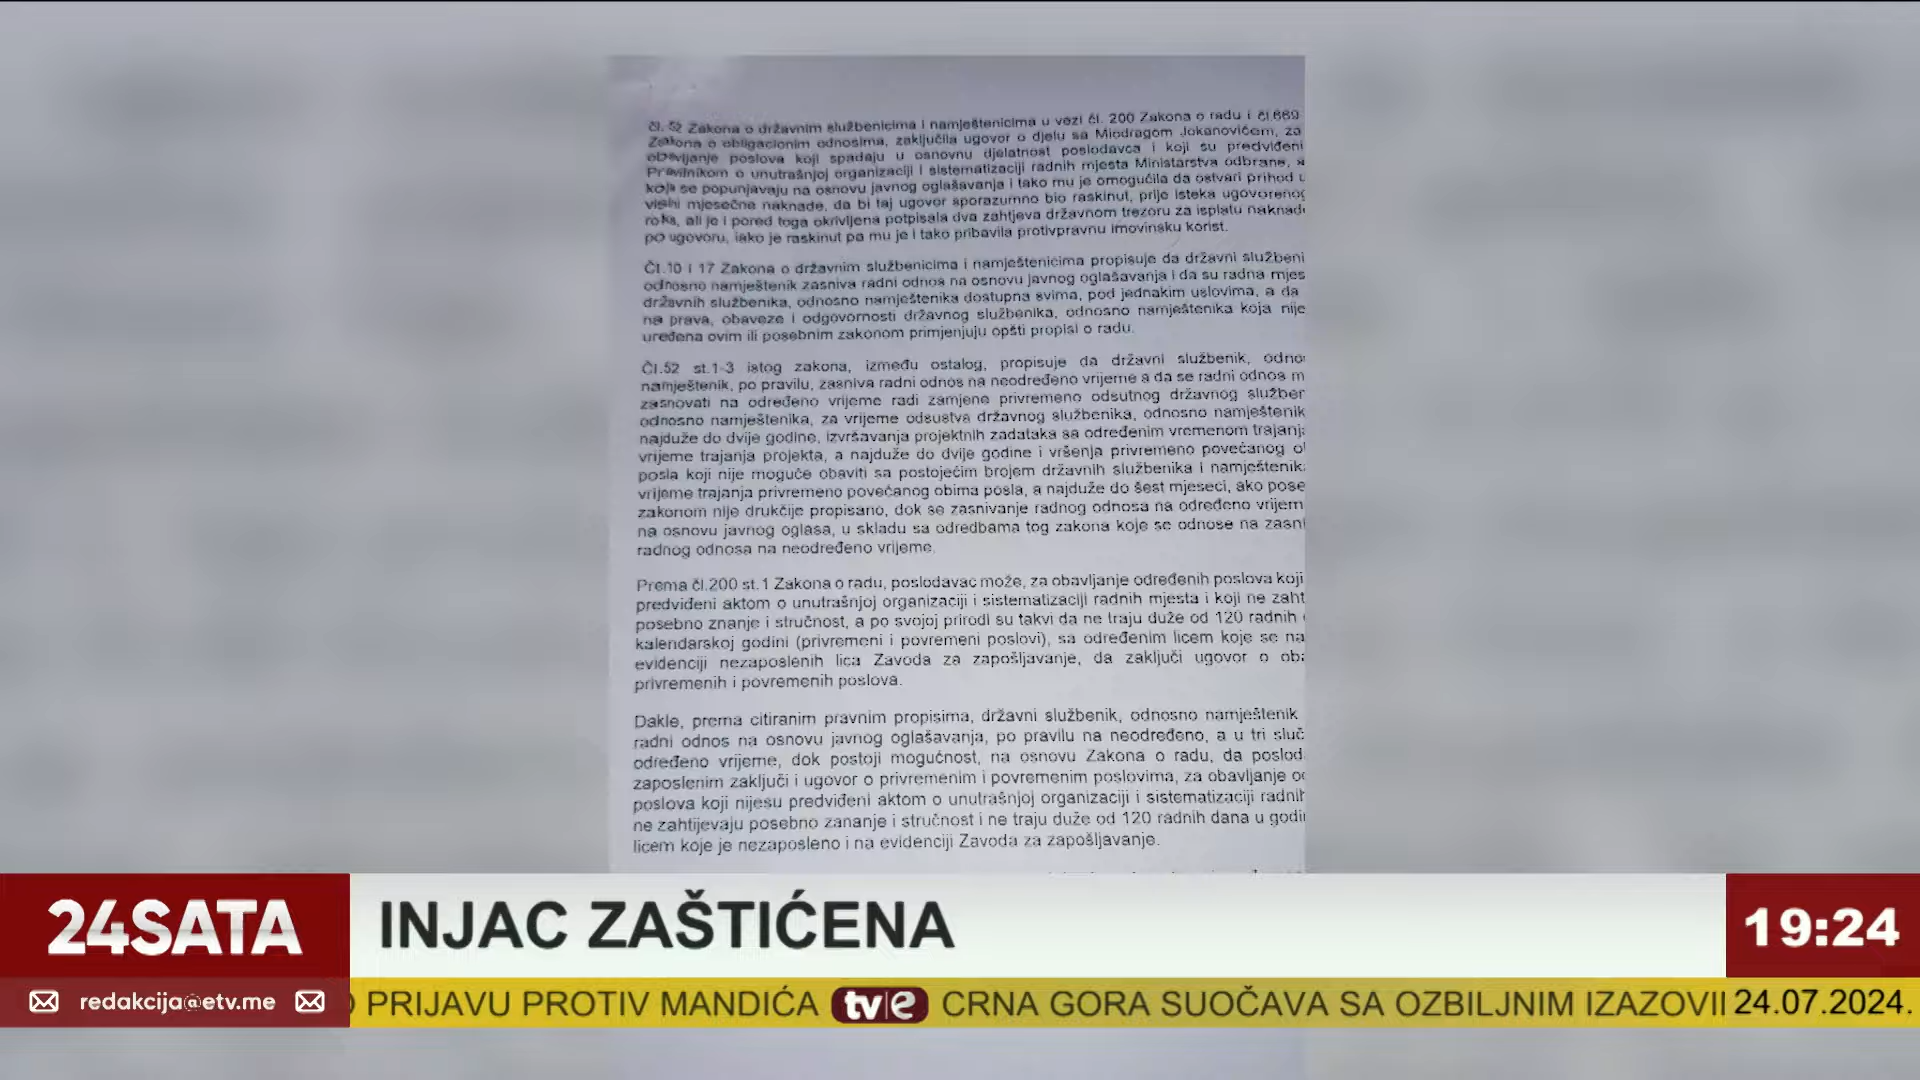 čl. 52 Zakona o državnim službenicima i namještenicima u vezi čl. 200 Zakona o radu i čl.669
Zakona o obligacionim odnosima, zaključila ugovor o djelu sa Miodragom Jokanovićem, za
obavljanje poslova koji spadaju u osnovnu djelatnost poslodavca i koji su predviđeni
Pravilnikom o unutrašnjoj organizaciji i sistematizaciji radnih mjesta Ministarstva odbrane, a
koja se popunjavaju na osnovu javnog oglašavanja i tako mu je omogućila da ostvari prihod u
visini mjesečne naknade, da bi taj ugovor sporazumno bio raskinut, prije isteka ugovorenog
roka, ali je i pored toga okrivljena potpisala dva zahtjeva državnom trezoru za isplatu naknade
po ugovoru, iako je raskinut pa mu je i tako pribavila protivpravnu imovinsku korist.
Čl.10 i 17 Zakona o državnim službenicima i namještenicima propisuje da državni službeni
odnosno namještenik zasniva radni odnos na osnovu javnog oglašavanja i da su radna mjes
državnih službenika, odnosno namještenika dostupna svima, pod jednakim uslovima, a da
na prava, obaveze i odgovornosti državnog službenika, odnosno namještenika koja nije
uređena ovim ili posebnim zakonom primjenjuju opšti propisi o radu.
Čl.52 st.1-3 istog zakona, između ostalog, propisuje da državni službenik, odno
namještenik, po pravilu, zasniva radni odnos na neodređeno vrijeme a da se radni odnos m
zasnovati na određeno vrijeme radi zamjene privremeno odsutnog državnog služben
odnosno namještenika, za vrijeme odsustva državnog službenika, odnosno namještenik
najduže do dvije godine, izvršavanja projektnih zadataka sa određenim vremenom trajanja
vrijeme trajanja projekta, a najduže do dvije godine i vršenja privremeno povećanog o
posla koji nije moguće obaviti sa postojećim brojem državnih službenika i namještenika
vrijeme trajanja privremeno povećanog obima posla, a najduže do šest mjeseci, ako pose
zakonom nije drukčije propisano, dok se zasnivanje radnog odnosa na određeno vrijem
na osnovu javnog oglasa, u skladu sa odredbama tog zakona koje se odnose na zasni
radnog odnosa na neodređeno vrijeme.
Prema čl.200 st.1 Zakona o radu, poslodavac može, za obavljanje određenih poslova koji
predviđeni aktom o unutrašnjoj organizaciji i sistematizaciji radnih mjesta i koji ne zaht
posebno znanje i stručnost, a po svojoj prirodi su takvi da ne traju duže od 120 radnih
kalendarskoj godini (privremeni i povremeni poslovi), sa određenim licem koje se na
evidenciji nezaposlenih lica Zavoda za zapošljavanje, da zaključi ugovor o oba
privremenih i povremenih poslova.
Dakle, prema citiranim pravnim propisima, državni službenik, odnosno namještenik
radni odnos na osnovu javnog oglašavanja, po pravilu na neodređeno, a u tri sluč
određeno vrijeme, dok postoji mogućnost, na osnovu Zakona o radu, da poslod
zaposlenim zaključi i ugovor o privremenim i povremenim poslovima, za obavljanje od
poslova koji nijesu predviđeni aktom o unutrašnjoj organizaciji i sistematizaciji radnih
ne zahtijevaju posebno zananje i stručnost i ne traju duže od 120 radnih dana u godi
licem koje je nezaposleno i na evidenciji Zavoda za zapošljavanje.
24SATA
INJAC ZAŠTIĆENA
19:24
redakcija@etv.me
PRIJAVU PROTIV MANDIĆA tv|e CRNA GORA SUOČAVA SA OZBILJNIM IZAZOVI
24.07.2024.